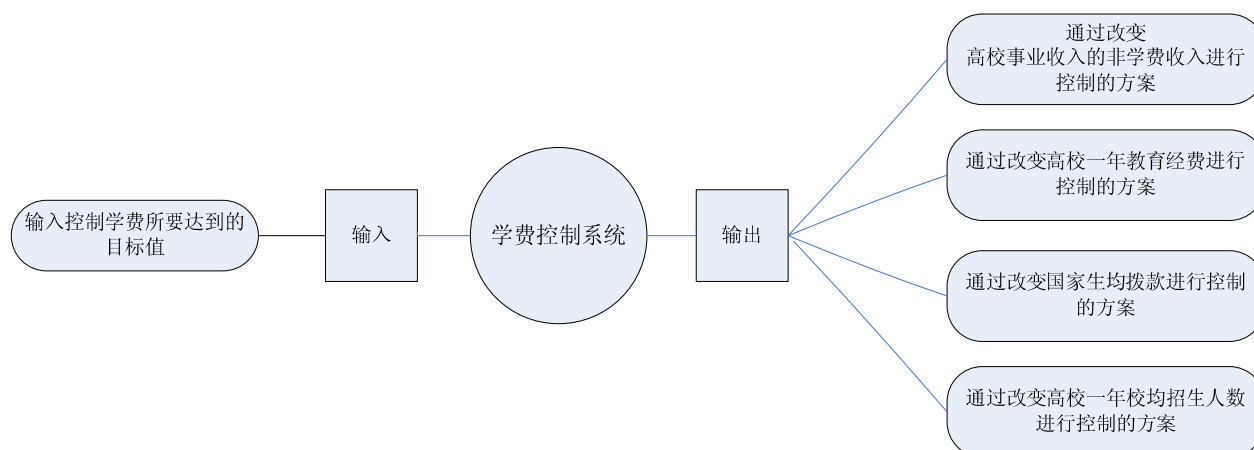 输入控制学费所要达到的
目标值
输入
学费控制系统
输出
通过改变
高校事业收入的非学费收入进行
控制的方案
通过改变高校一年教育经费进行
控制的方案
通过改变国家生均拨款进行控制
的方案
通过改变高校一年校均招生人数
进行控制的方案